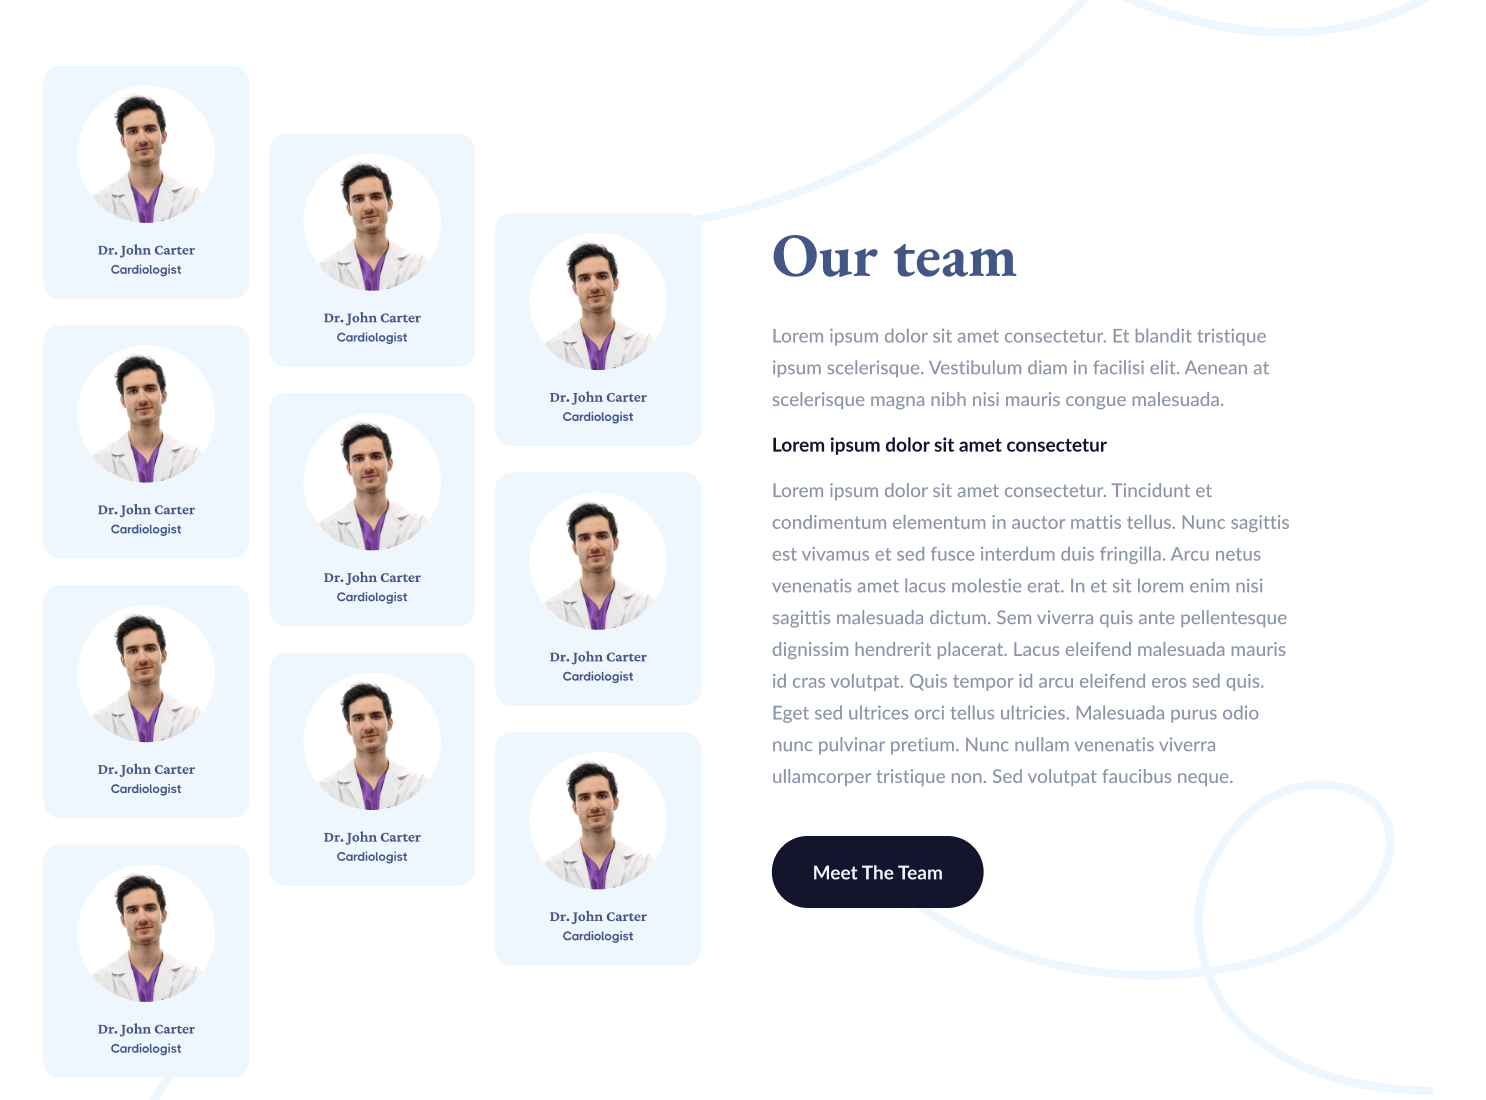 Dr. John Carter
Cardiologist
Dr. John Carter
Cardiologist
Dr. John Carter
Cardiologist
Dr. John Carter
Cardiologist
Dr. John Carter
Cardiologist
Dr. John Carter
Cardiologist
Dr. John Carter
Cardiologist
Dr. John Carter
Cardiologist
Dr. John Carter
Cardiologist
Dr. John Carter
Cardiologist
Our team
Lorem ipsum dolor sit amet consectetur. Et blandit tristique
ipsum scelerisque. Vestibulum diam in facilisi elit. Aenean at
scelerisque magna nibh nisi mauris congue malesuada.
Lorem ipsum dolor sit amet consectetur
Lorem ipsum dolor sit amet consectetur. Tincidunt et
condimentum elementum in auctor mattis tellus. Nunc sagittis
est vivamus et sed fusce interdum duis fringilla. Arcu netus
venenatis amet lacus molestie erat. In et sit lorem enim nisi
sagittis malesuada dictum. Sem viverra quis ante pellentesque
dignissim hendrerit placerat. Lacus eleifend malesuada mauris
id cras volutpat. Quis tempor id arcu eleifend eros sed quis.
Eget sed ultrices orci tellus ultricies. Malesuada purus odio
nunc pulvinar pretium. Nunc nullam venenatis viverra
ullamcorper tristique non. Sed volutpat faucibus neque.
Meet The Team